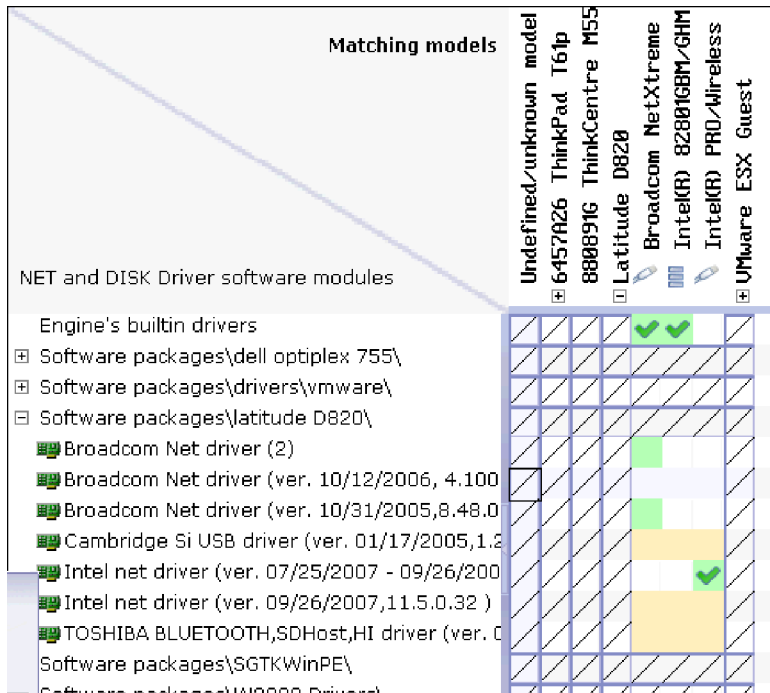 Matching models
Undefined/unknown model
6457A26 ThinkPad T61p
880891G ThinkCentre M55
Latitude D820
Broadcom NetXtreme
Intel(R) 82801GBM/GHM
Intel(R) PRO/Wireless
VMware ESX Guest
NET and DISK Driver software modules
Engine's builtin drivers
Software packages\dell optiplex 755\
Software packages\drivers\vmware\
Software packages\latitude D820\
Broadcom Net driver (2)
Broadcom Net driver (ver. 10/12/2006, 4.100
Broadcom Net driver (ver. 10/31/2005,8.48.0
Cambridge Si USB driver (ver. 01/17/2005,1.2
Intel net driver (ver. 07/25/2007 - 09/26/200
Intel net driver (ver. 09/26/2007,11.5.0.32 )
TOSHIBA BLUETOOTH,SDHost,HI driver (ver. 0
Software packages\SGTKWinPE\
Software